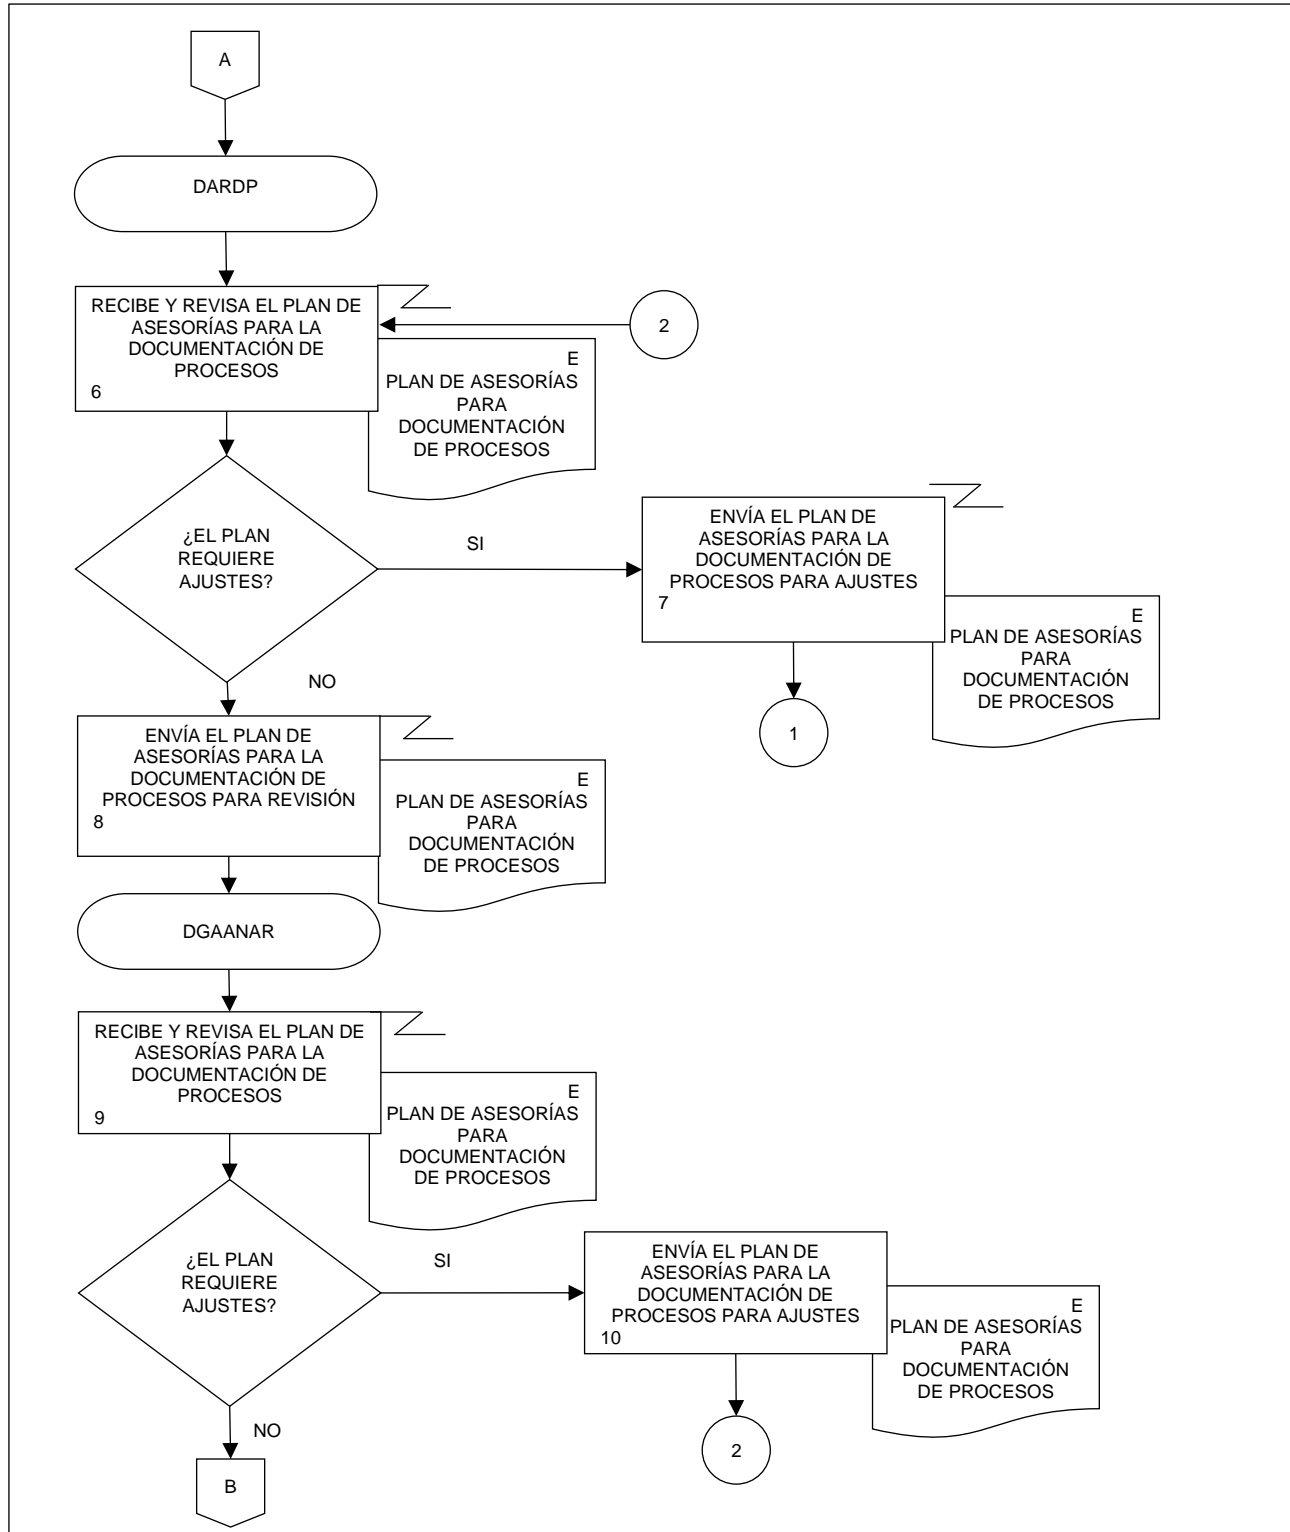 A
DARDP
RECIBE Y REVISA EL PLAN DE
ASESORÍAS PARA LA
DOCUMENTACIÓN DE
PROCESOS
6
2
E
PLAN DE ASESORÍAS
PARA
DOCUMENTACIÓN
DE PROCESOS
¿EL PLAN
REQUIERE
AJUSTES?
SI
ENVÍA EL PLAN DE
ASESORÍAS PARA LA
DOCUMENTACIÓN DE
PROCESOS PARA AJUSTES
7
E
PLAN DE ASESORÍAS
PARA
DOCUMENTACIÓN
DE PROCESOS
1
NO
ENVÍA EL PLAN DE
ASESORÍAS PARA LA
DOCUMENTACIÓN DE
PROCESOS PARA REVISIÓN
8
E
PLAN DE ASESORÍAS
PARA
DOCUMENTACIÓN
DE PROCESOS
DGAANAR
RECIBE Y REVISA EL PLAN DE
ASESORÍAS PARA LA
DOCUMENTACIÓN DE
PROCESOS
9
E
PLAN DE ASESORÍAS
PARA
DOCUMENTACIÓN
DE PROCESOS
¿EL PLAN
REQUIERE
AJUSTES?
SI
ENVÍA EL PLAN DE
ASESORÍAS PARA LA
DOCUMENTACIÓN DE
PROCESOS PARA AJUSTES
10
E
PLAN DE ASESORÍAS
PARA
DOCUMENTACIÓN
DE PROCESOS
2
NO
B